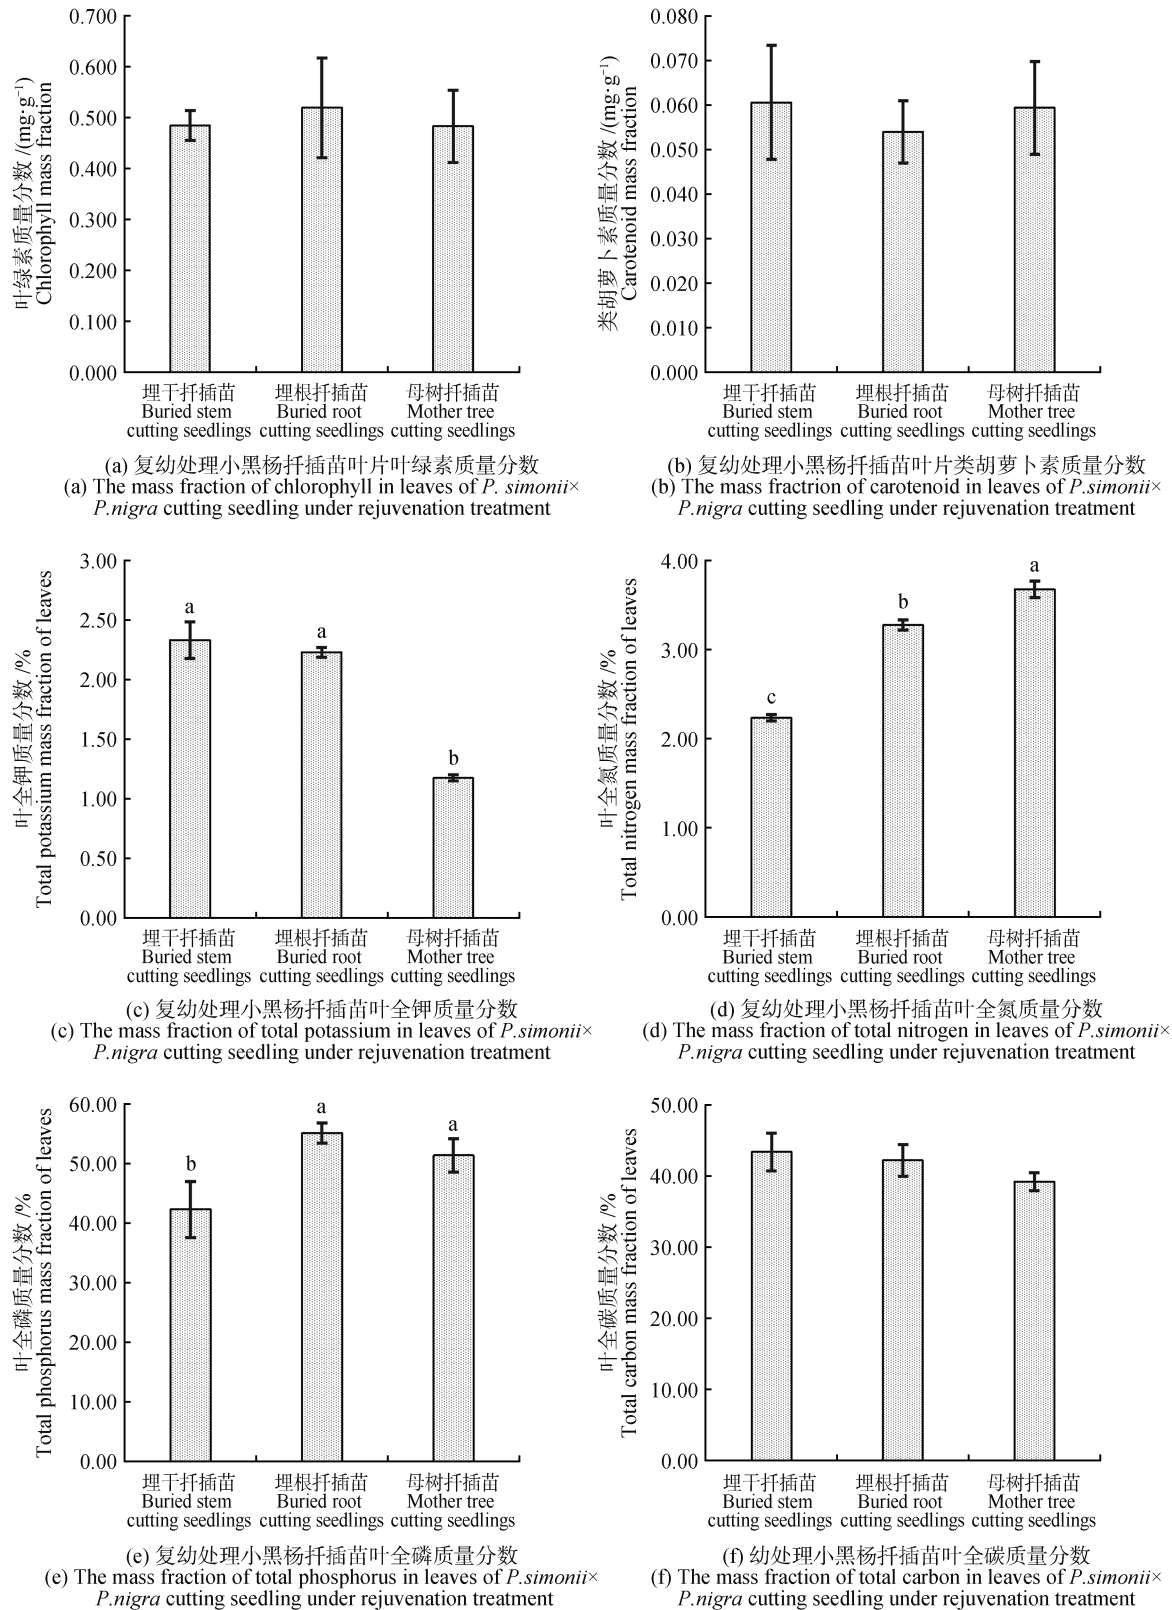 叶绿素质量分数 /(mg·g⁻¹)
Chlorophyll mass fraction
0.700
0.600
0.500
0.400
0.300
0.200
0.100
0.000
埋干扦插苗 埋根扦插苗 母树扦插苗
Buried stem Buried root Mother tree
cutting seedlings cutting seedlings cutting seedlings
(a) 复幼处理小黑杨扦插苗叶片叶绿素质量分数
(a) The mass fraction of chlorophyll in leaves of P. simonii×
P.nigra cutting seedling under rejuvenation treatment
类胡萝卜素质量分数 /(mg·g⁻¹)
Carotenoid mass fraction
0.080
0.070
0.060
0.050
0.040
0.030
0.020
0.010
0.000
埋干扦插苗 埋根扦插苗 母树扦插苗
Buried stem Buried root Mother tree
cutting seedlings cutting seedlings cutting seedlings
(b) 复幼处理小黑杨扦插苗叶片类胡萝卜素质量分数
(b) The mass fractrion of carotenoid in leaves of P.simonii×
P.nigra cutting seedling under rejuvenation treatment
叶全钾质量分数 /%
Total potassium mass fraction of leaves
3.00
2.50
2.00
1.50
1.00
0.50
0.00
a
a
b
埋干扦插苗 埋根扦插苗 母树扦插苗
Buried stem Buried root Mother tree
cutting seedlings cutting seedlings cutting seedlings
(c) 复幼处理小黑杨扦插苗叶全钾质量分数
(c) The mass fraction of total potassium in leaves of P.simonii×
P.nigra cutting seedling under rejuvenation treatment
叶全氮质量分数 /%
Total nitrogen mass fraction of leaves
4.00
3.00
2.00
1.00
0.00
c
b
a
埋干扦插苗 埋根扦插苗 母树扦插苗
Buried stem Buried root Mother tree
cutting seedlings cutting seedlings cutting seedlings
(d) 复幼处理小黑杨扦插苗叶全氮质量分数
(d) The mass fraction of total nitrogen in leaves of P.simonii×
P.nigra cutting seedling under rejuvenation treatment
叶全磷质量分数 /%
Total phosphorus mass fraction of leaves
60.00
50.00
40.00
30.00
20.00
10.00
0.00
b
a
a
埋干扦插苗 埋根扦插苗 母树扦插苗
Buried stem Buried root Mother tree
cutting seedlings cutting seedlings cutting seedlings
(e) 复幼处理小黑杨扦插苗叶全磷质量分数
(e) The mass fraction of total phosphorus in leaves of P.simonii×
P.nigra cutting seedling under rejuvenation treatment
叶全碳质量分数 /%
Total carbon mass fraction of leaves
50.00
40.00
30.00
20.00
10.00
0.00
埋干扦插苗 埋根扦插苗 母树扦插苗
Buried stem Buried root Mother tree
cutting seedlings cutting seedlings cutting seedlings
(f) 幼处理小黑杨扦插苗叶全碳质量分数
(f) The mass fraction of total carbon in leaves of P.simonii×
P.nigra cutting seedling under rejuvenation treatment